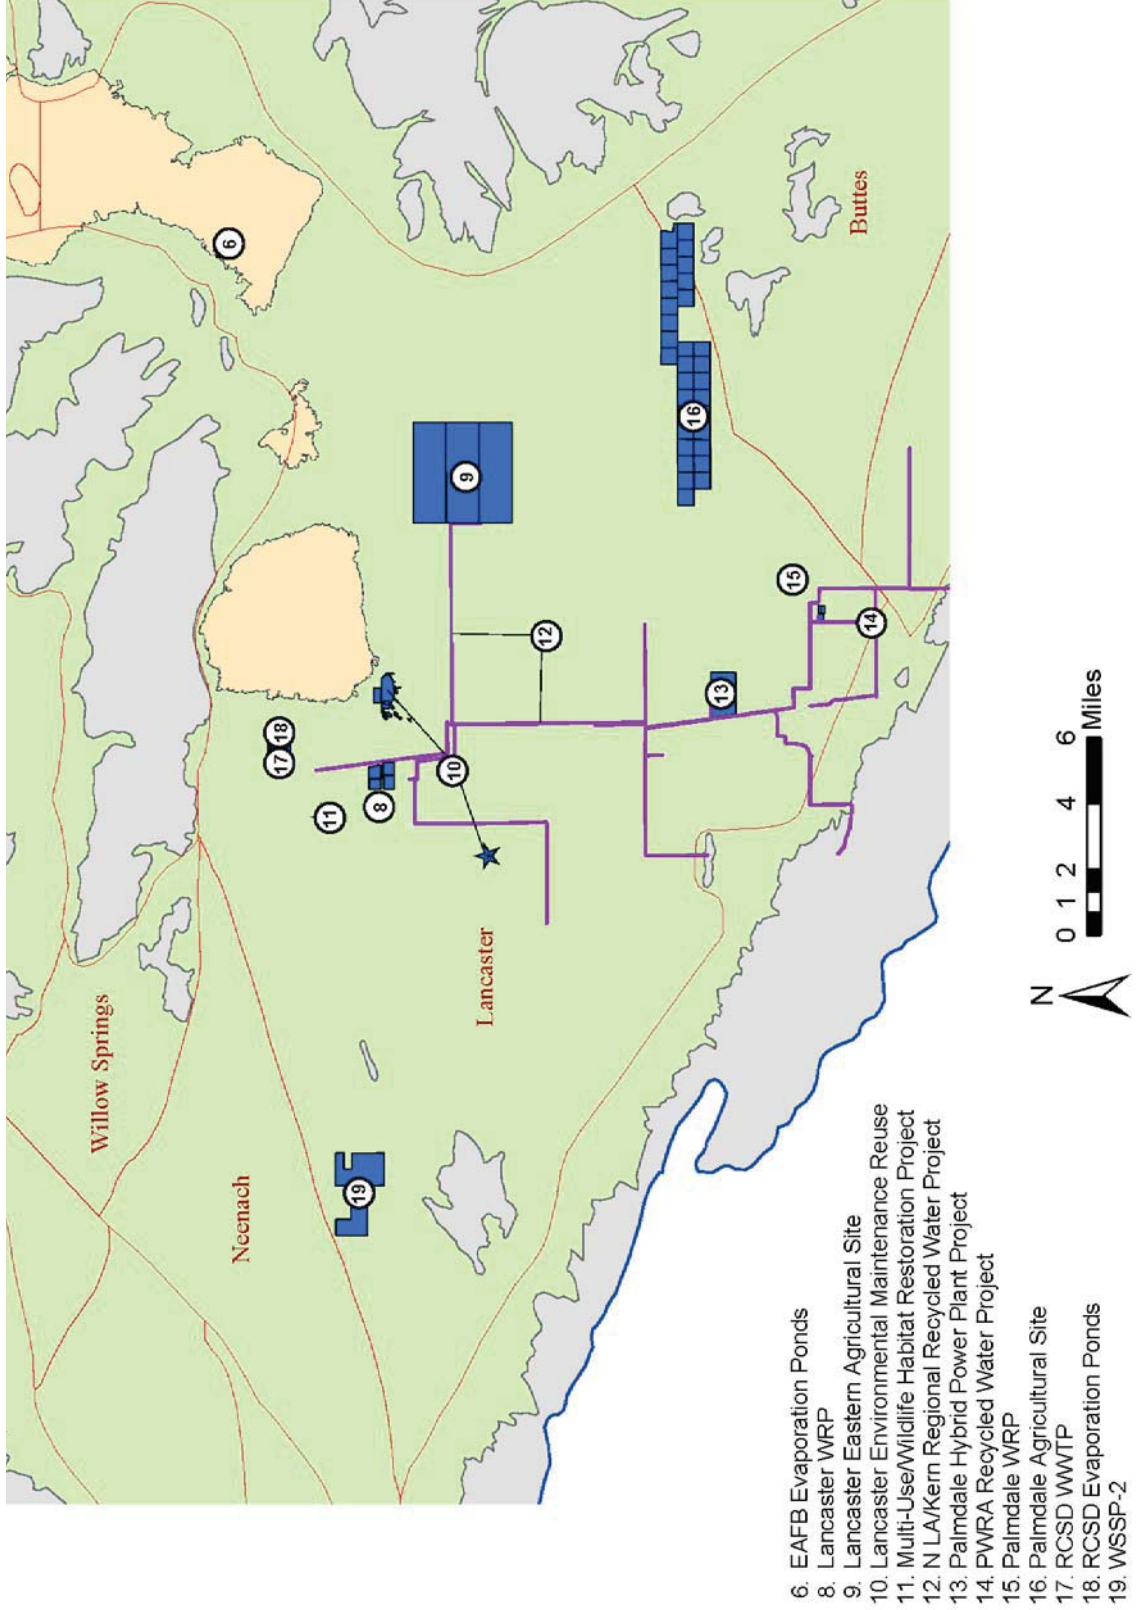 Willow Springs
Neenach
Lancaster
Buttes
6
8
9
10
11
12
13
14
15
16
17
18
19
N
0 1 2 4 6 Miles
6. EAFB Evaporation Ponds
8. Lancaster WRP
9. Lancaster Eastern Agricultural Site
10. Lancaster Environmental Maintenance Reuse
11. Multi-Use/Wildlife Habitat Restoration Project
12. N LA/Kern Regional Recycled Water Project
13. Palmdale Hybrid Power Plant Project
14. PWRA Recycled Water Project
15. Palmdale WRP
16. Palmdale Agricultural Site
17. RCSD WWTP
18. RCSD Evaporation Ponds
19. WSSP-2